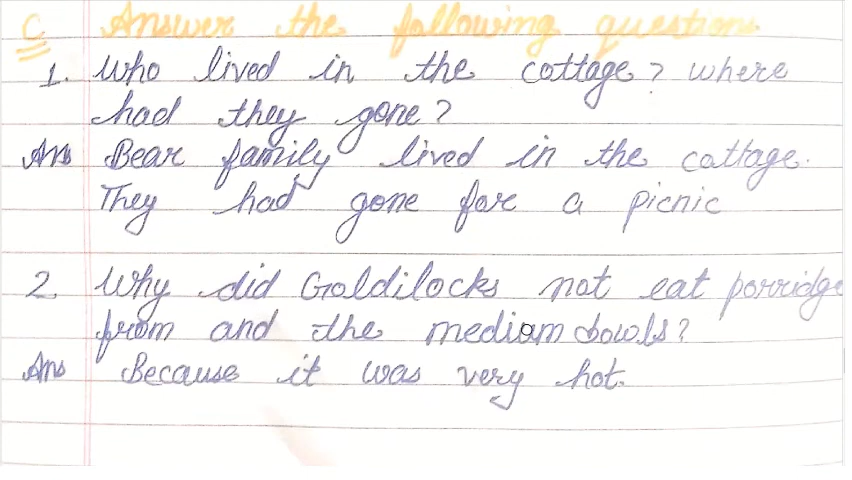 C Answer the following questions
1. Who lived in the cottage? where
had they gone?
Ans Bear family lived in the cottage.
They had gone for a picnic
2. Why did Goldilocks not eat porridge
from and the mediom bowls?
Ans Because it was very hot.